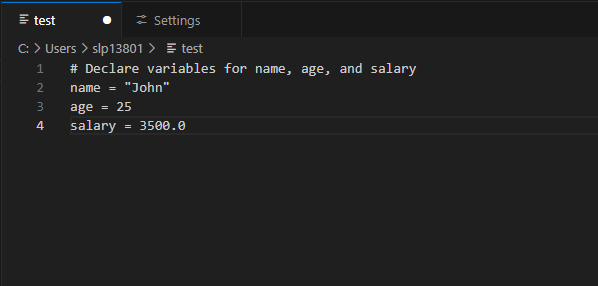 test Settings
C: > Users > slp13801 > test
1 # Declare variables for name, age, and salary
2 name = "John"
3 age = 25
4 salary = 3500.0